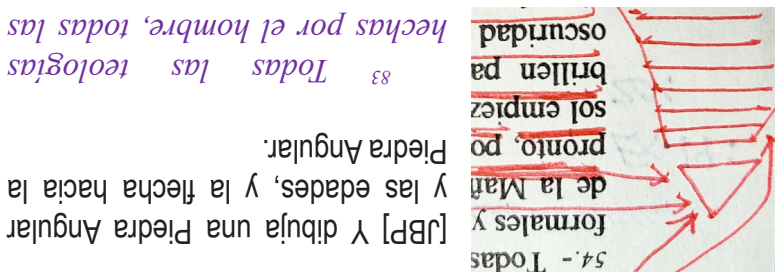 54.- Todas
formales y
de la Mañ
pronto, po
sol empiez
brillen pa
oscuridad
[JBP] Y dibuja una Piedra Angular
y las edades, y la flecha hacia la
Piedra Angular.
83 Todas las teologías
hechas por el hombre, todas las